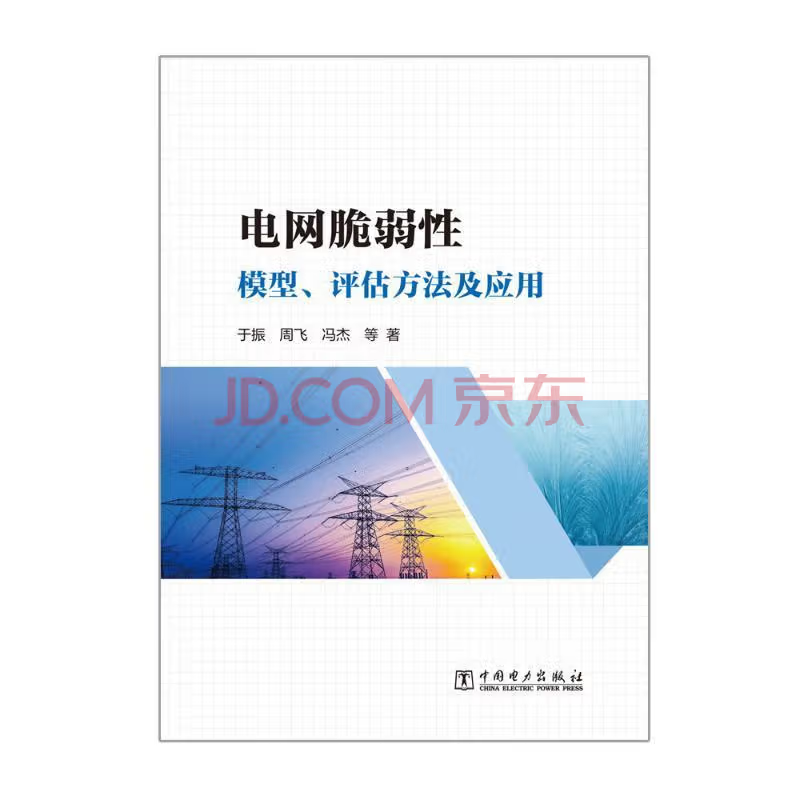 电网脆弱性
模型、评估方法及应用
于振 周飞 冯杰 等 著
JD.COM 京东
中国电力出版社
CHINA ELECTRIC POWER PRESS